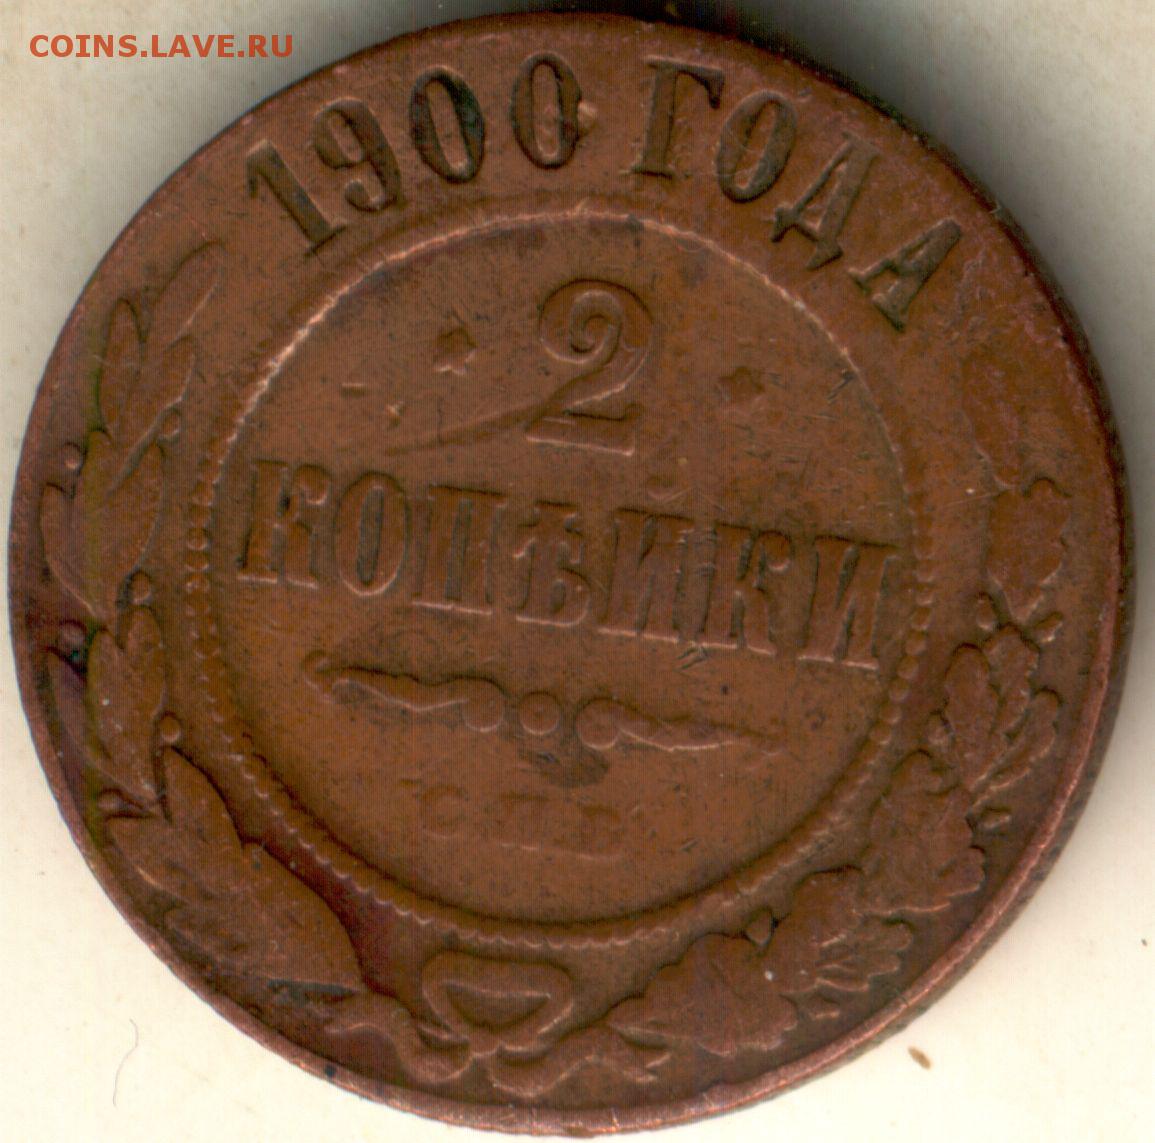 COINS.LAVE.RU
1900 ГОДА
2
КОПѢЙКИ
С.П.Б.